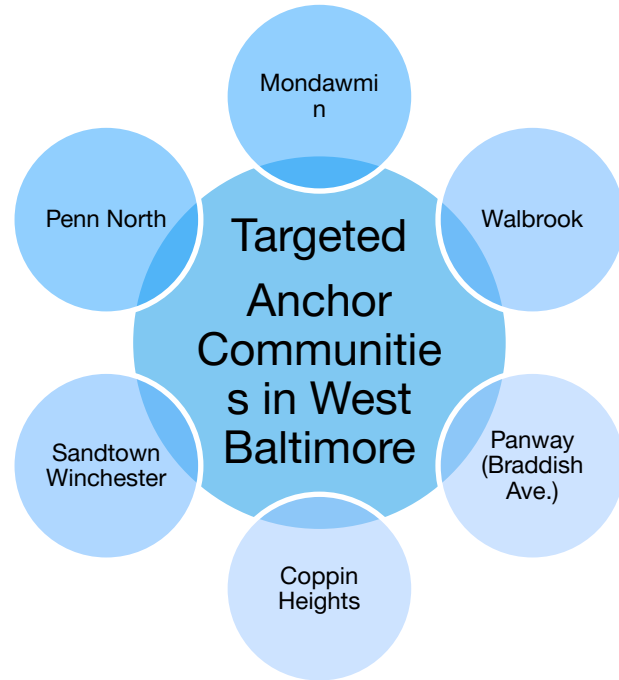 Mondawmi
n
Penn North
Walbrook
Targeted
Anchor
Communitie
s in West
Baltimore
Sandtown
Winchester
Panway
(Braddish
Ave.)
Coppin
Heights